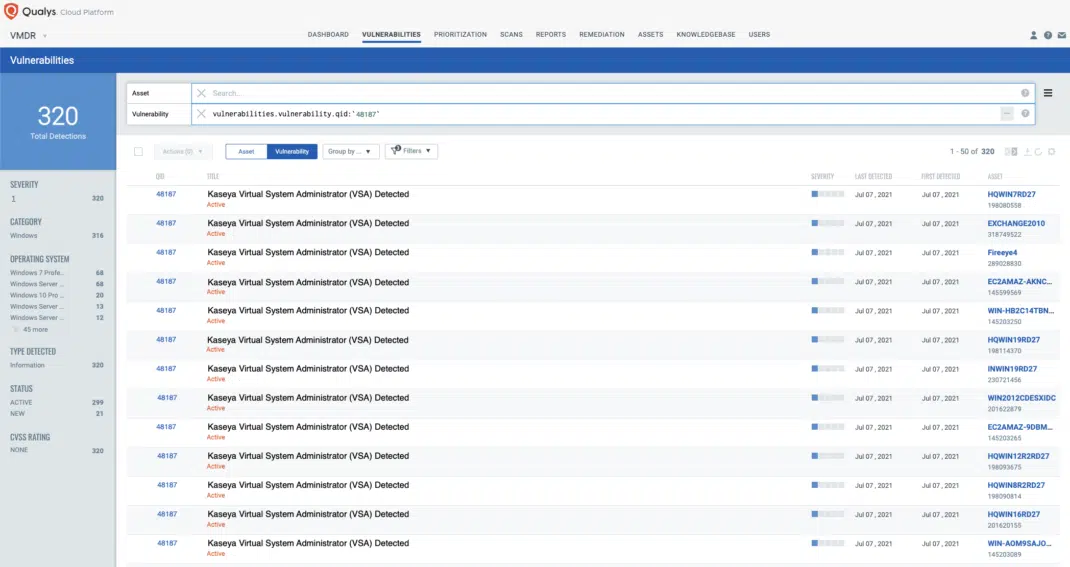 Qualys. Cloud Platform
VMDR
DASHBOARD VULNERABILITIES PRIORITIZATION SCANS REPORTS REMEDIATION ASSETS KNOWLEDGEBASE USERS
Vulnerabilities
320
Total Detections
Asset Search...
Vulnerability vulnerabilities.vulnerability.qid:'48187'
Actions (0) Asset Vulnerability Group by ... Filters 1 - 50 of 320
SEVERITY
1 320
CATEGORY
Windows 316
OPERATING SYSTEM
Windows 7 Profe... 68
Windows Server ... 68
Windows 10 Pro ... 20
Windows Server ... 13
Windows Server ... 12
45 more
TYPE DETECTED
Information 320
STATUS
ACTIVE 299
NEW 21
CVSS RATING
NONE 320
QID TITLE SEVERITY LAST DETECTED FIRST DETECTED ASSET
48187 Kaseya Virtual System Administrator (VSA) Detected Jul 07, 2021 Jul 07, 2021 HQWIN7RD27
Active 198080558
48187 Kaseya Virtual System Administrator (VSA) Detected Jul 07, 2021 Jul 07, 2021 EXCHANGE2010
Active 318749522
48187 Kaseya Virtual System Administrator (VSA) Detected Jul 07, 2021 Jul 07, 2021 Fireeye4
Active 289028830
48187 Kaseya Virtual System Administrator (VSA) Detected Jul 07, 2021 Jul 07, 2021 EC2AMAZ-AKNC...
Active 145599569
48187 Kaseya Virtual System Administrator (VSA) Detected Jul 07, 2021 Jul 07, 2021 WIN-HB2C14TBN...
Active 145203250
48187 Kaseya Virtual System Administrator (VSA) Detected Jul 07, 2021 Jul 07, 2021 HQWIN19RD27
Active 198114370
48187 Kaseya Virtual System Administrator (VSA) Detected Jul 07, 2021 Jul 07, 2021 INWIN19RD27
Active 230721456
48187 Kaseya Virtual System Administrator (VSA) Detected Jul 07, 2021 Jul 07, 2021 WIN2012CDESXIDC
Active 201622879
48187 Kaseya Virtual System Administrator (VSA) Detected Jul 07, 2021 Jul 07, 2021 EC2AMAZ-9DBM...
Active 145203265
48187 Kaseya Virtual System Administrator (VSA) Detected Jul 07, 2021 Jul 07, 2021 HQWIN12R2RD27
Active 198093675
48187 Kaseya Virtual System Administrator (VSA) Detected Jul 07, 2021 Jul 07, 2021 HQWIN8R2RD27
Active 198090814
48187 Kaseya Virtual System Administrator (VSA) Detected Jul 07, 2021 Jul 07, 2021 HQWIN16RD27
Active 201620155
48187 Kaseya Virtual System Administrator (VSA) Detected Jul 07, 2021 Jul 07, 2021 WIN-AOM9SAJO...
Active 145203089